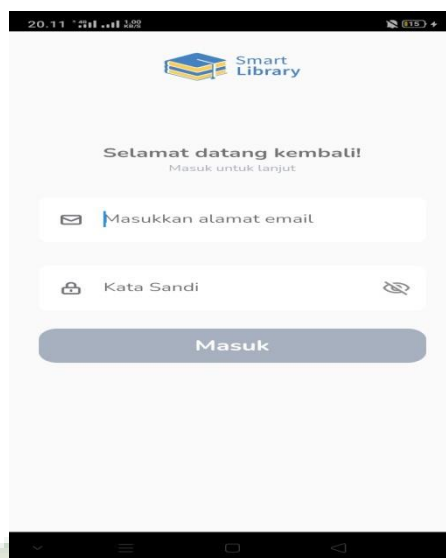 20.11
Smart
Library
Selamat datang kembali!
Masuk untuk lanjut
Masukkan alamat email
Kata Sandi
Masuk